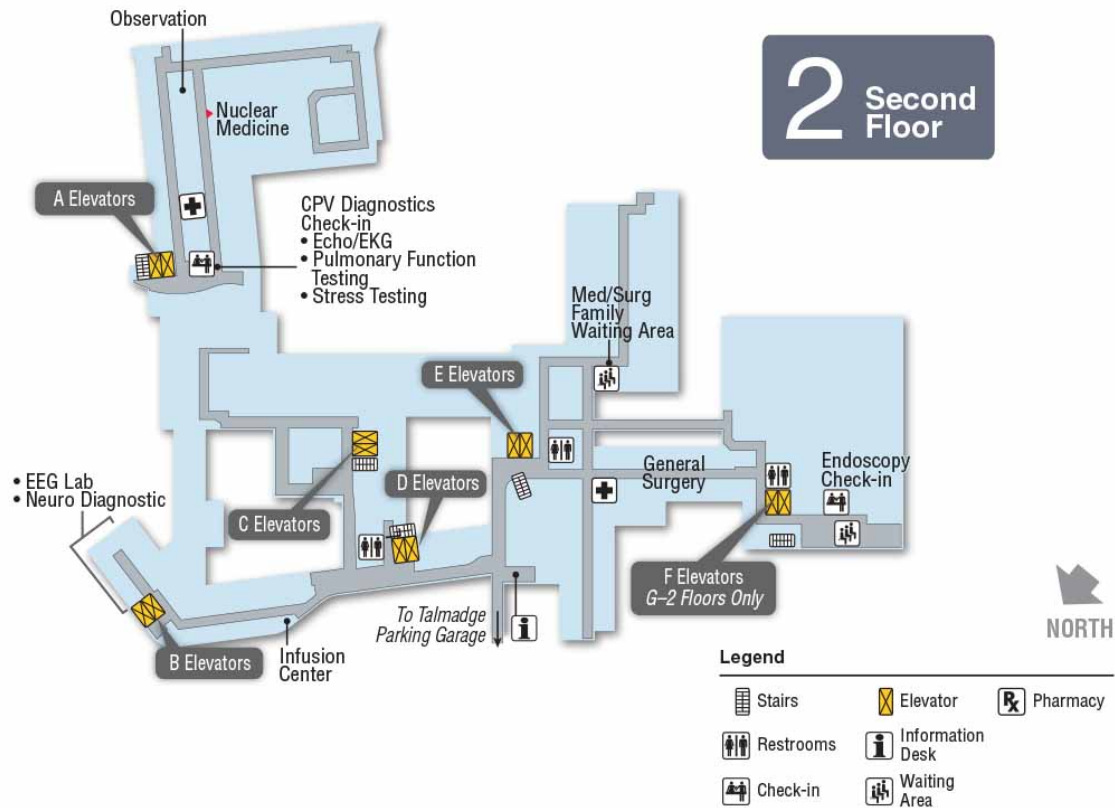 Observation
2 Second
Floor
Nuclear
Medicine
A Elevators
CPV Diagnostics
Check-in
• Echo/EKG
• Pulmonary Function
Testing
• Stress Testing
Med/Surg
Family
Waiting Area
E Elevators
General
Surgery
Endoscopy
Check-in
• EEG Lab
• Neuro Diagnostic
D Elevators
C Elevators
F Elevators
G–2 Floors Only
To Talmadge
Parking Garage
B Elevators
Infusion
Center
NORTH
Legend
Stairs
Elevator
Rx Pharmacy
Restrooms
i Information
Desk
Check-in
Waiting
Area